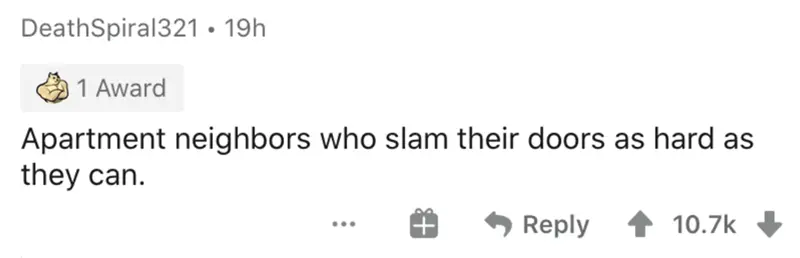 DeathSpiral321 • 19h
1 Award
Apartment neighbors who slam their doors as hard as
they can.
Reply 10.7k